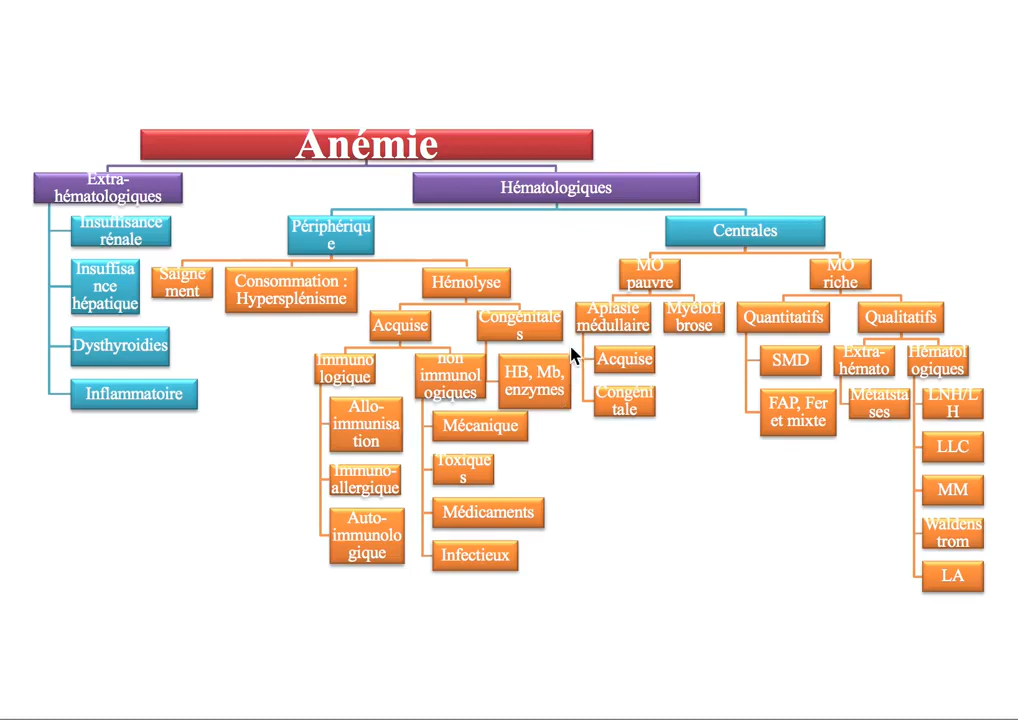 Anémie
Extra-
hématologiques
Hématologiques
Insuffisance
rénale
Insuffisa
nce
hépatique
Dysthyroidies
Inflammatoire
Périphériqu
e
Centrales
Saigne
ment
Consommation :
Hypersplénisme
Hémolyse
Acquise
Congénitale
s
Immuno
logique
non
immunol
ogiques
HB, Mb,
enzymes
Allo-
immunisa
tion
Immuno-
allergique
Auto-
immunolo
gique
Mécanique
Toxique
s
Médicaments
Infectieux
MO
pauvre
MO
riche
Aplasie
médullaire
Myélofi
brose
Acquise
Congéni
tale
Quantitatifs
Qualitatifs
SMD
FAP, Fer
et mixte
Extra-
hémato
Métatsta
ses
Hématol
ogiques
LNH/L
H
LLC
MM
Waldens
trom
LA